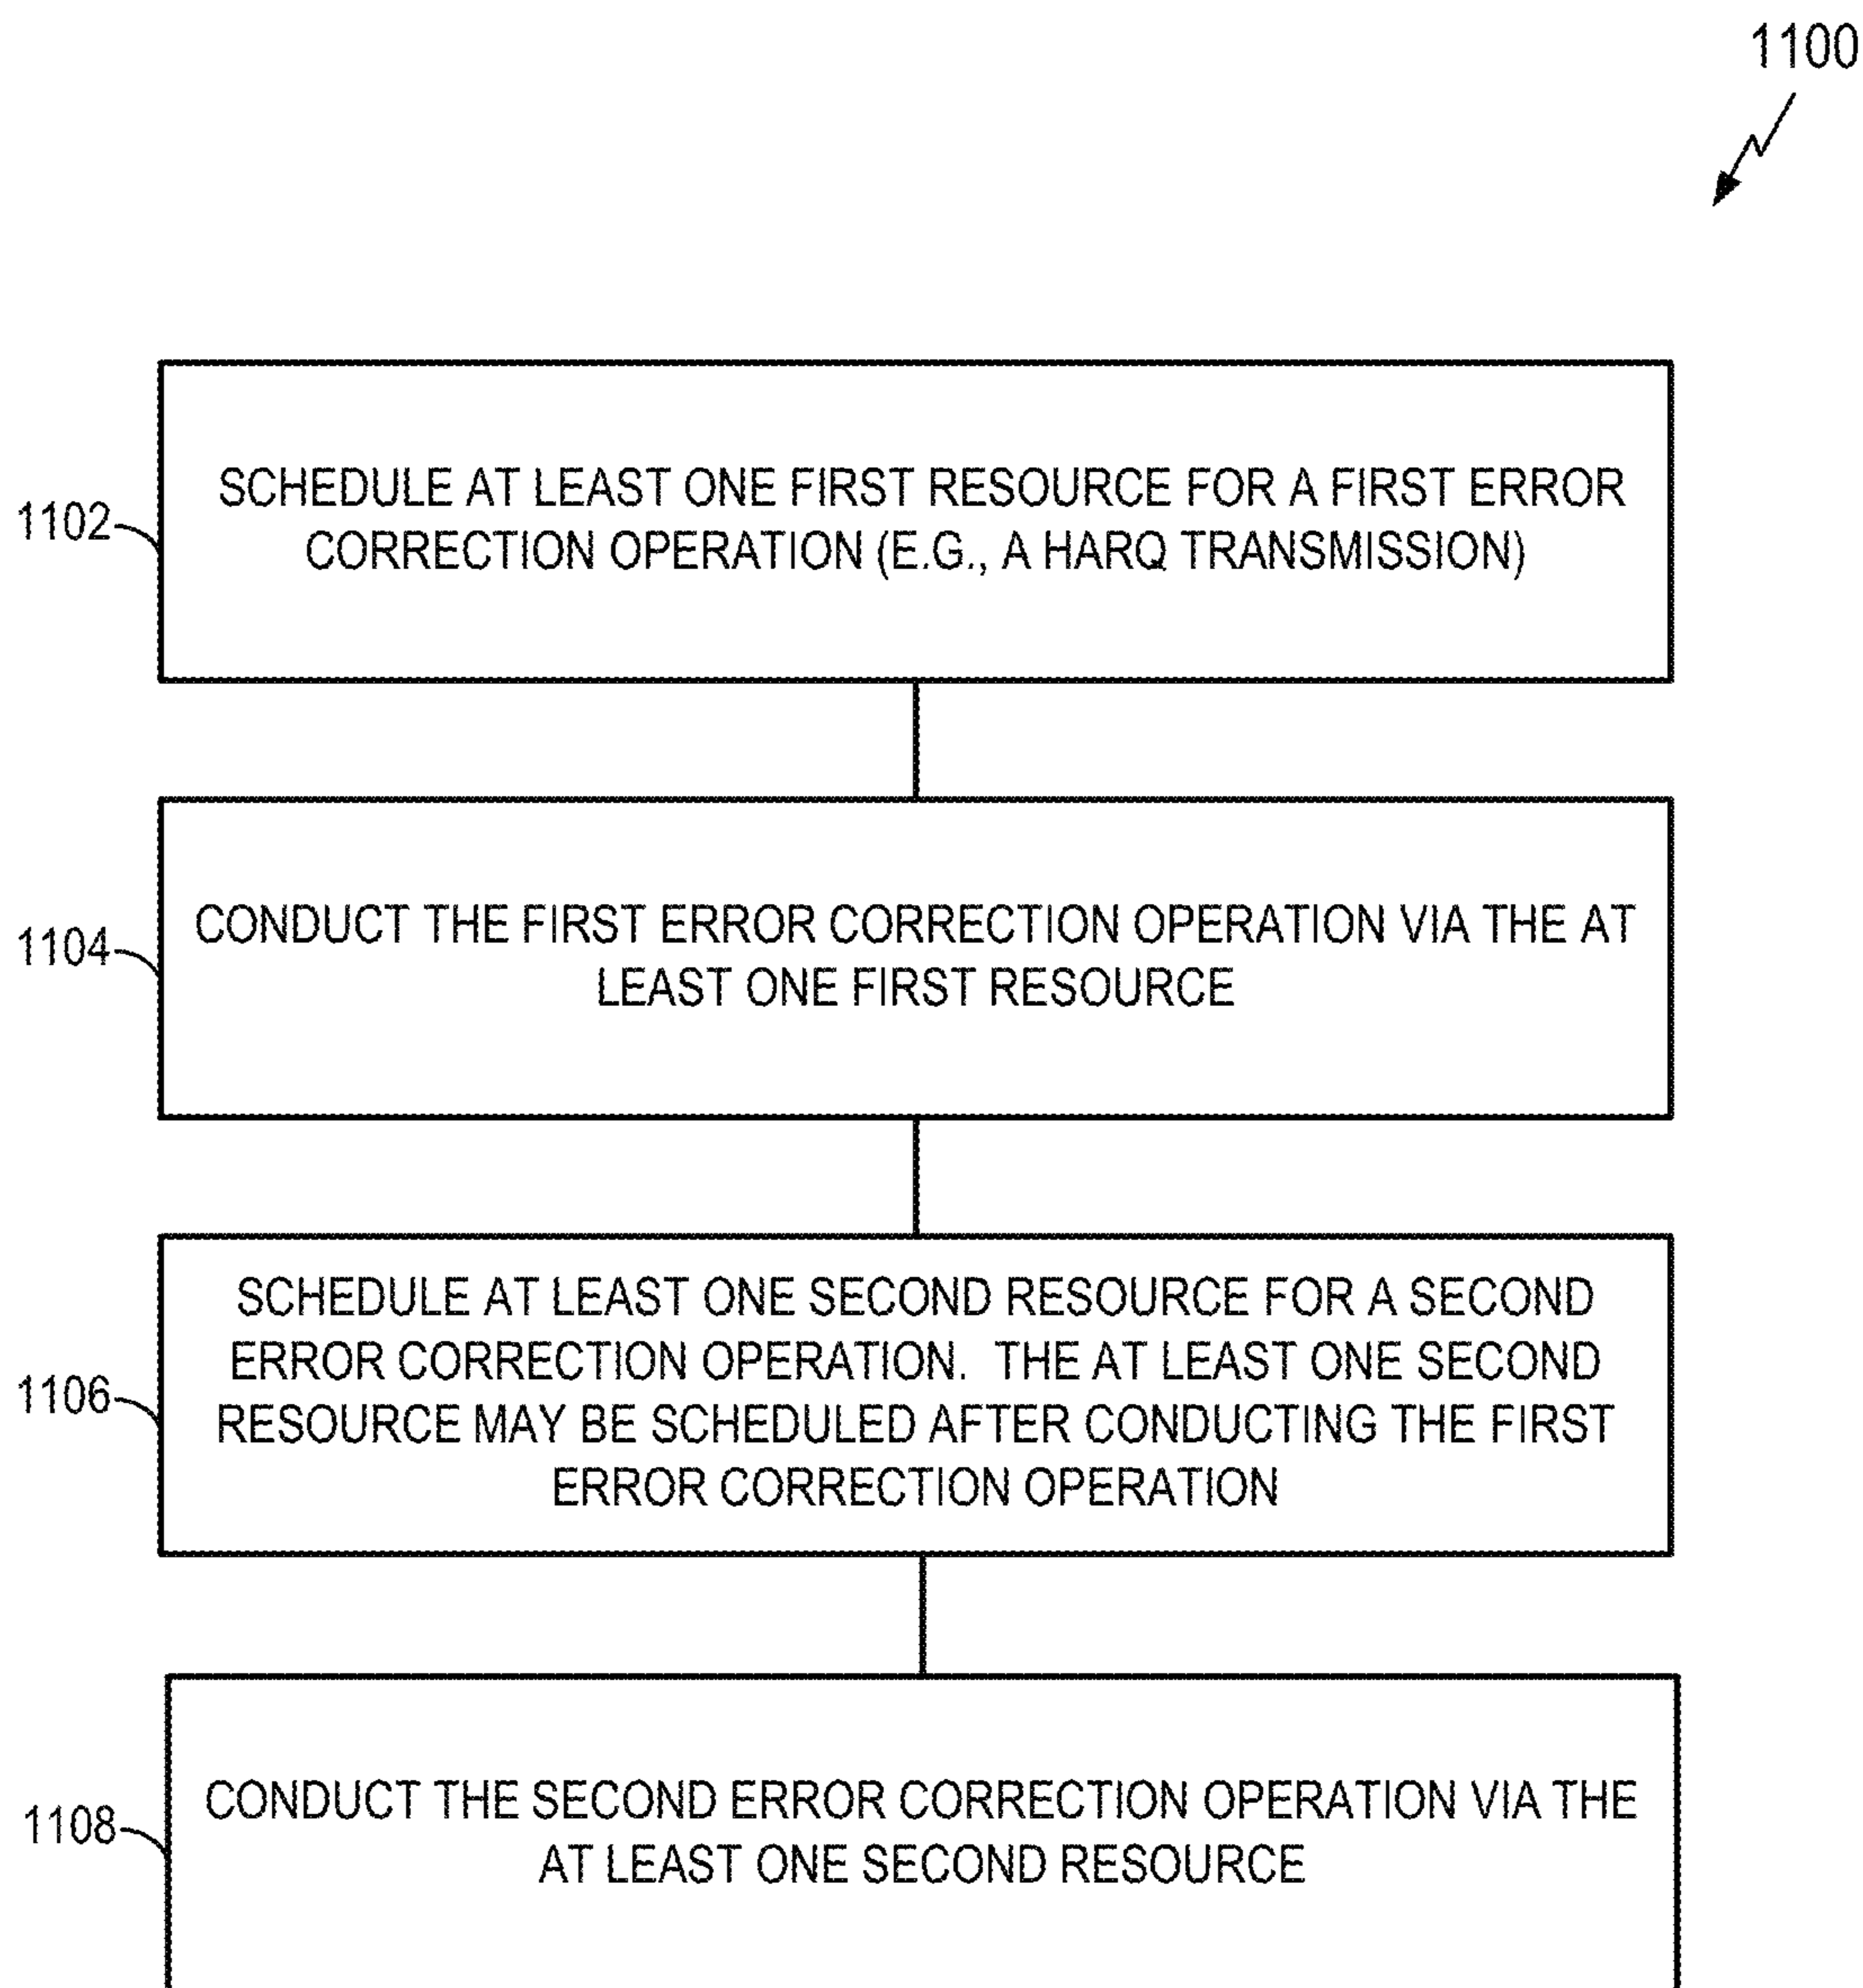 1100
1102
SCHEDULE AT LEAST ONE FIRST RESOURCE FOR A FIRST ERROR
CORRECTION OPERATION (E.G., A HARQ TRANSMISSION)
1104
CONDUCT THE FIRST ERROR CORRECTION OPERATION VIA THE AT
LEAST ONE FIRST RESOURCE
1106
SCHEDULE AT LEAST ONE SECOND RESOURCE FOR A SECOND
ERROR CORRECTION OPERATION.  THE AT LEAST ONE SECOND
RESOURCE MAY BE SCHEDULED AFTER CONDUCTING THE FIRST
ERROR CORRECTION OPERATION
1108
CONDUCT THE SECOND ERROR CORRECTION OPERATION VIA THE
AT LEAST ONE SECOND RESOURCE